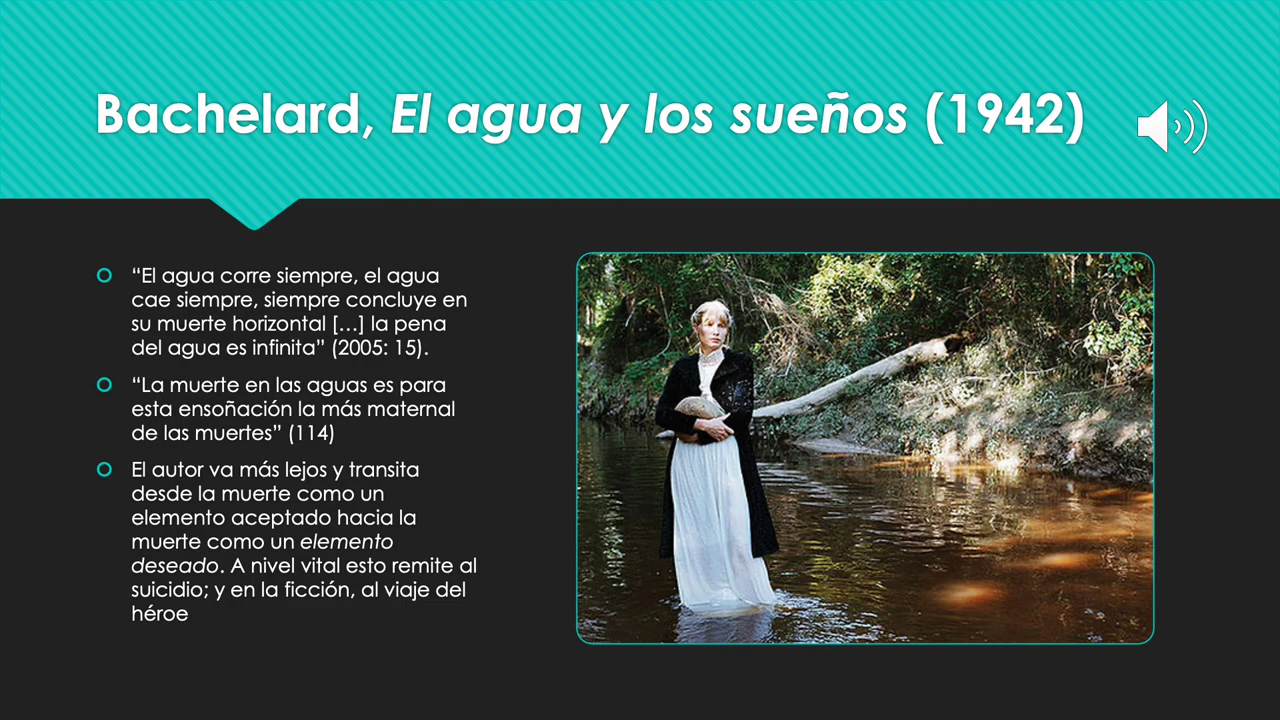 Bachelard, El agua y los sueños (1942)
“El agua corre siempre, el agua
cae siempre, siempre concluye en
su muerte horizontal […] la pena
del agua es infinita” (2005: 15).
“La muerte en las aguas es para
esta ensoñación la más maternal
de las muertes” (114)
El autor va más lejos y transita
desde la muerte como un
elemento aceptado hacia la
muerte como un elemento
deseado. A nivel vital esto remite al
suicidio; y en la ficción, al viaje del
héroe